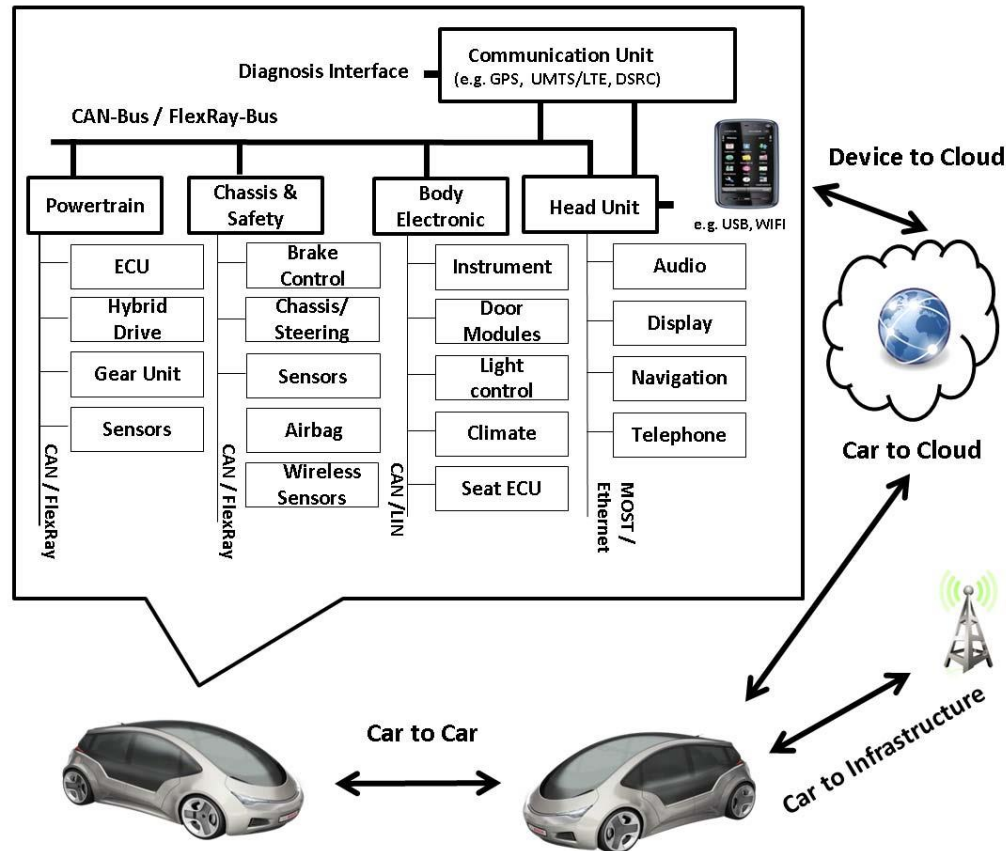 Communication Unit
(e.g. GPS, UMTS/LTE, DSRC)
Diagnosis Interface
CAN-Bus / FlexRay-Bus
Powertrain
Chassis &
Safety
Body
Electronic
Head Unit
e.g. USB, WIFI
Device to Cloud
ECU
Hybrid
Drive
Gear Unit
Sensors
CAN / FlexRay
Brake
Control
Chassis/
Steering
Sensors
Airbag
Wireless
Sensors
CAN / FlexRay
Instrument
Door
Modules
Light
control
Climate
Seat ECU
CAN /LIN
Audio
Display
Navigation
Telephone
MOST /
Ethernet
Car to Cloud
Car to Infrastructure
Car to Car